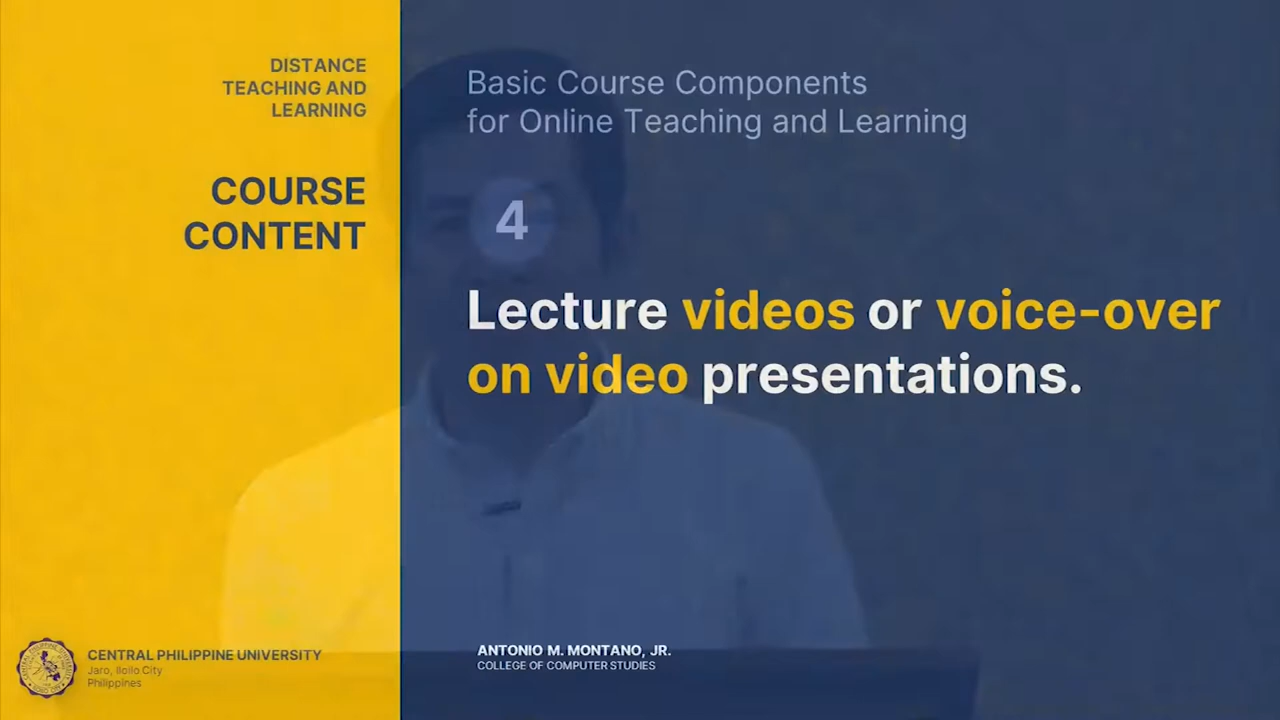 DISTANCE
TEACHING AND
LEARNING
COURSE
CONTENT
Basic Course Components
for Online Teaching and Learning
4
Lecture videos or voice-over
on video presentations.
CENTRAL PHILIPPINE UNIVERSITY
Jaro, Iloilo City
Philippines
ANTONIO M. MONTANO, JR.
COLLEGE OF COMPUTER STUDIES